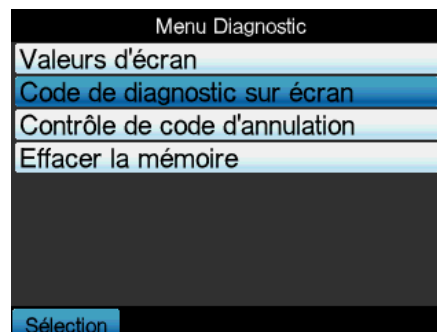 Menu Diagnostic
Valeurs d'écran
Code de diagnostic sur écran
Contrôle de code d'annulation
Effacer la mémoire
Sélection